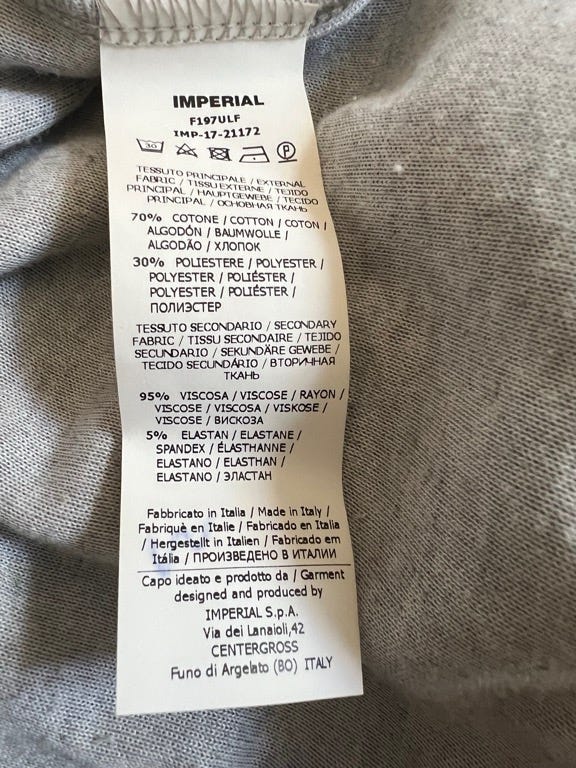 IMPERIAL
F197ULF
IMP-17-21172
30 P
TESSUTO PRINCIPALE / EXTERNAL
FABRIC / TISSU EXTERNE / TEJIDO
PRINCIPAL / HAUPTGEWEBE / TECIDO
PRINCIPAL / ОСНОВНАЯ ТКАНЬ
70% COTONE / COTTON / COTON /
ALGODÓN / BAUMWOLLE /
ALGODÃO / ХЛОПОК
30% POLIESTERE / POLYESTER /
POLYESTER / POLIÉSTER /
POLYESTER / POLIÉSTER /
ПОЛИЭСТЕР
TESSUTO SECONDARIO / SECONDARY
FABRIC / TISSU SECONDAIRE / TEJIDO
SECUNDARIO / SEKUNDÄRE GEWEBE /
TECIDO SECUNDÁRIO / ВТОРИЧНАЯ
ТКАНЬ
95% VISCOSA / VISCOSE / RAYON /
VISCOSE / VISCOSA / VISKOSE /
VISCOSE / ВИСКОЗА
5% ELASTAN / ELASTANE /
SPANDEX / ÉLASTHANNE /
ELASTANO / ELASTHAN /
ELASTANO / ЭЛАСТАН
Fabbricato in Italia / Made in Italy /
Fabriquè en Italie / Fabricado en Italia
/ Hergestellt in Italien / Fabricado em
Itália / ПРОИЗВЕДЕНО В ИТАЛИИ
Capo ideato e prodotto da / Garment
designed and produced by
IMPERIAL S.p.A.
Via dei Lanaioli,42
CENTERGROSS
Funo di Argelato (BO) ITALY